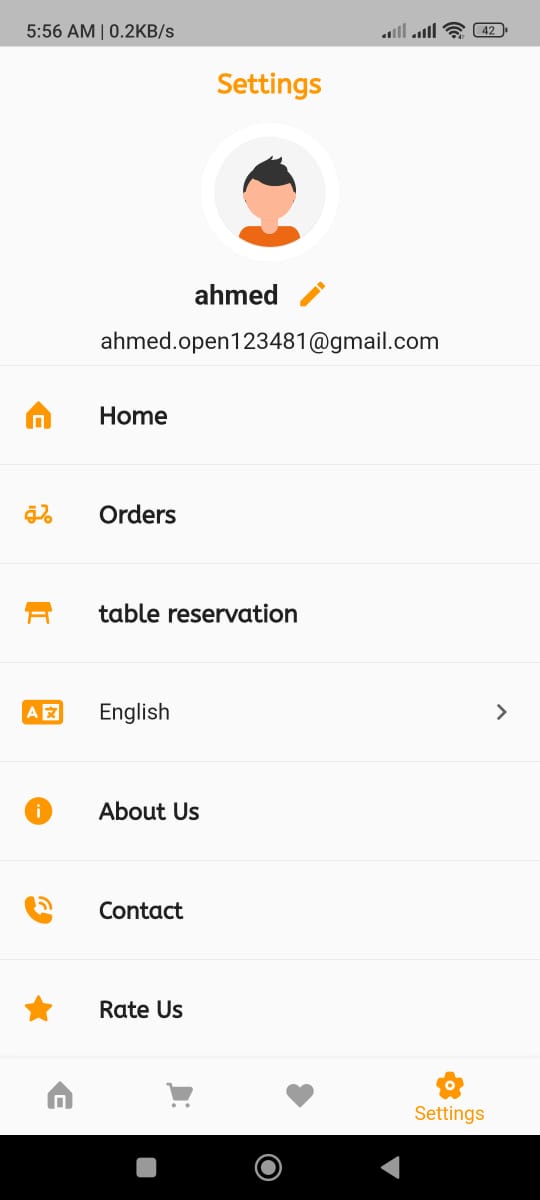 5:56 AM | 0.2KB/s
42
Settings
ahmed
ahmed.open123481@gmail.com
Home
Orders
table reservation
A 文
English
About Us
Contact
Rate Us
Settings